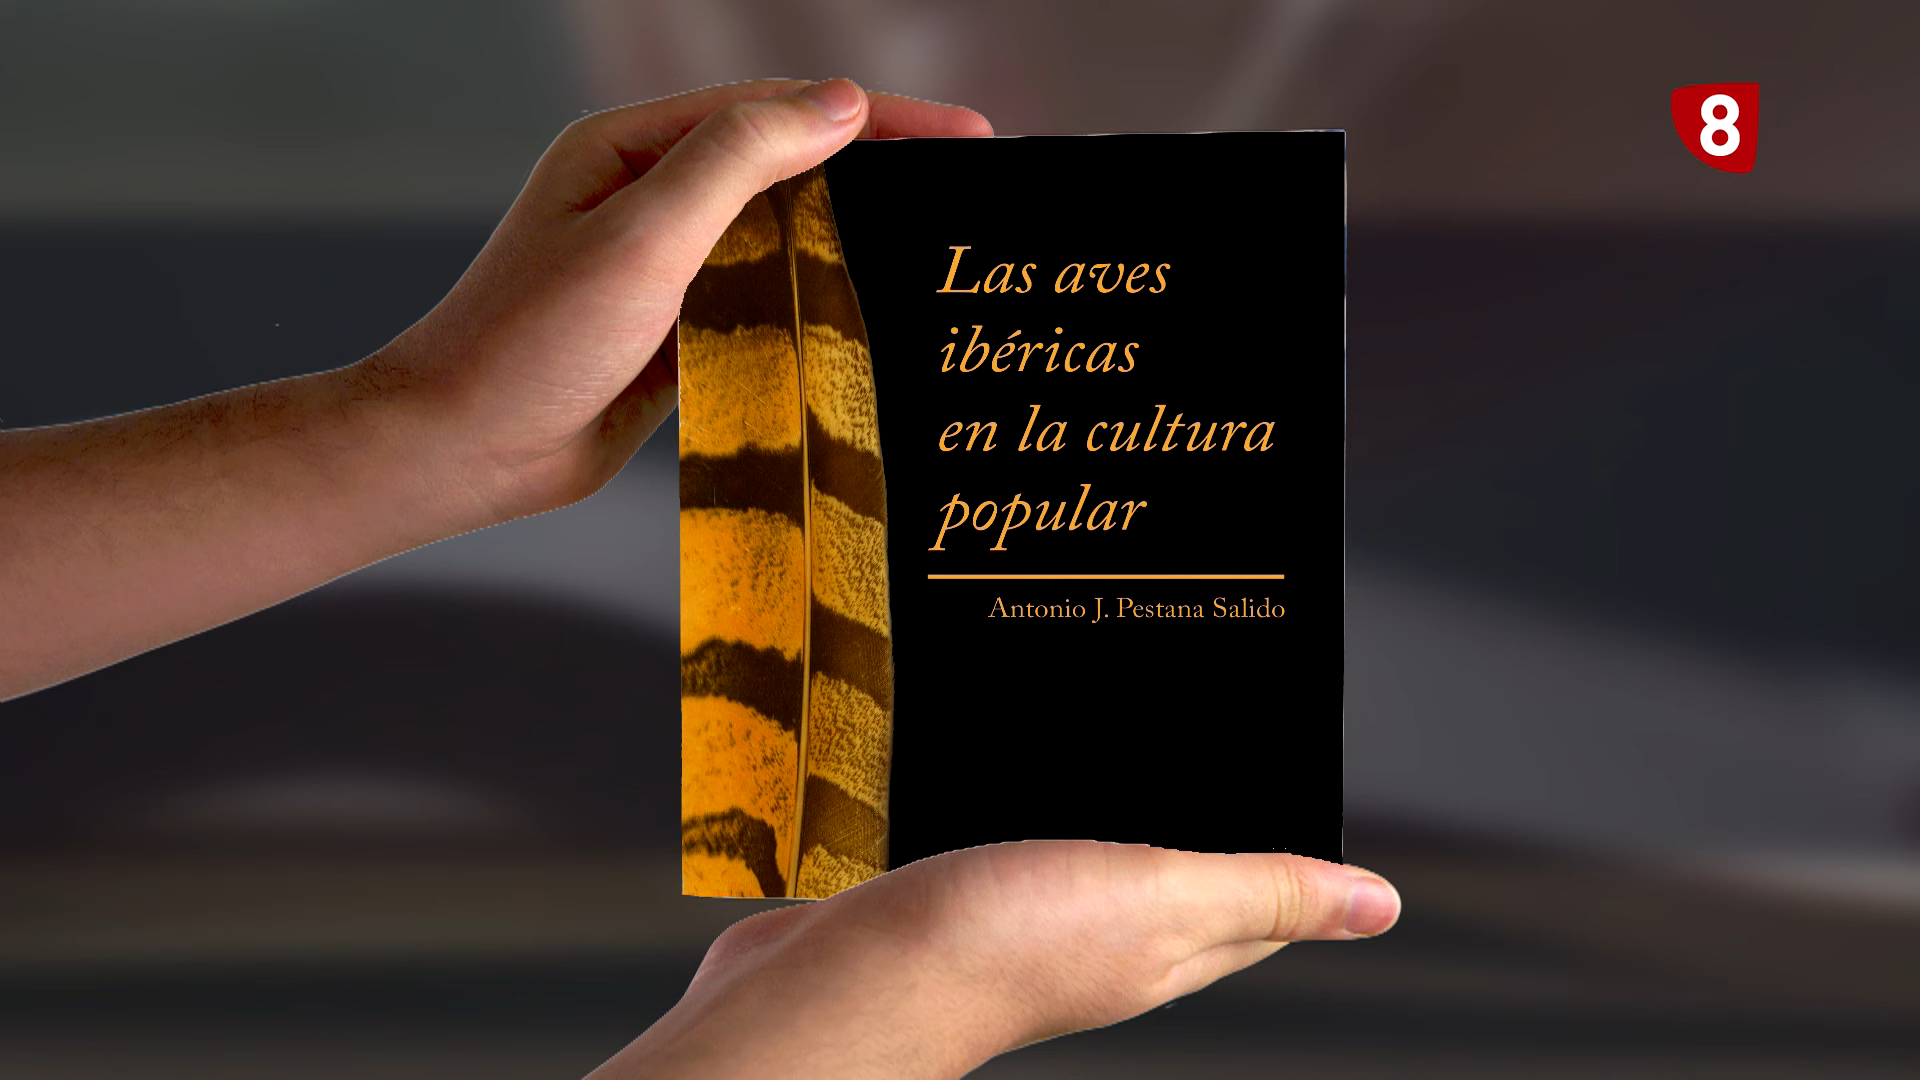 8
Las aves
ibéricas
en la cultura
popular
Antonio J. Pestana Salido